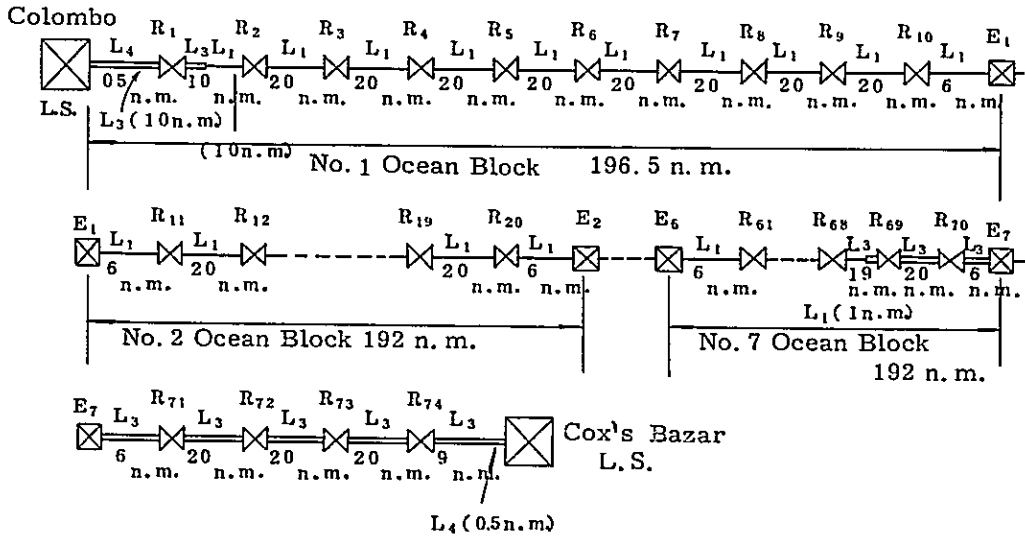 Colombo
R1 R2 R3 R4 R5 R6 R7 R8 R9 R10 E1
L4 L3 L1 L1 L1 L1 L1 L1 L1 L1 L1 L1
05 10 20 20 20 20 20 20 20 20 6
n.m. n.m. n.m. n.m. n.m. n.m. n.m. n.m. n.m. n.m. n.m.
L.S.
L3 (10n.m)
(10n.m)
No. 1 Ocean Block 196.5 n.m.
E1 R11 R12 R19 R20 E2 E6 R61 R68 R69 R70 E7
L1 L1 L1 L1 L1 L3 L3 L3
6 20 20 6 6 19 20 6
n.m. n.m. n.m. n.m. n.m. n.m. n.m. n.m.
L1 (1n.m)
No. 2 Ocean Block 192 n.m.
No. 7 Ocean Block
192 n.m.
E7 R71 R72 R73 R74
L3 L3 L3 L3 L3
6 20 20 20 9
n.m. n.m. n.m. n.m. n.m.
Cox's Bazar
L.S.
L4 (0.5n.m)